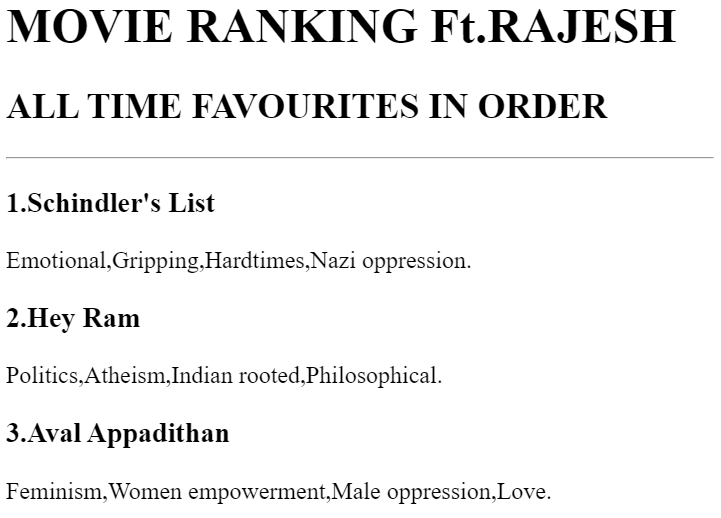 MOVIE RANKING Ft.RAJESH
ALL TIME FAVOURITES IN ORDER
1.Schindler's List
Emotional,Gripping,Hardtimes,Nazi oppression.
2.Hey Ram
Politics,Atheism,Indian rooted,Philosophical.
3.Aval Appadithan
Feminism,Women empowerment,Male oppression,Love.